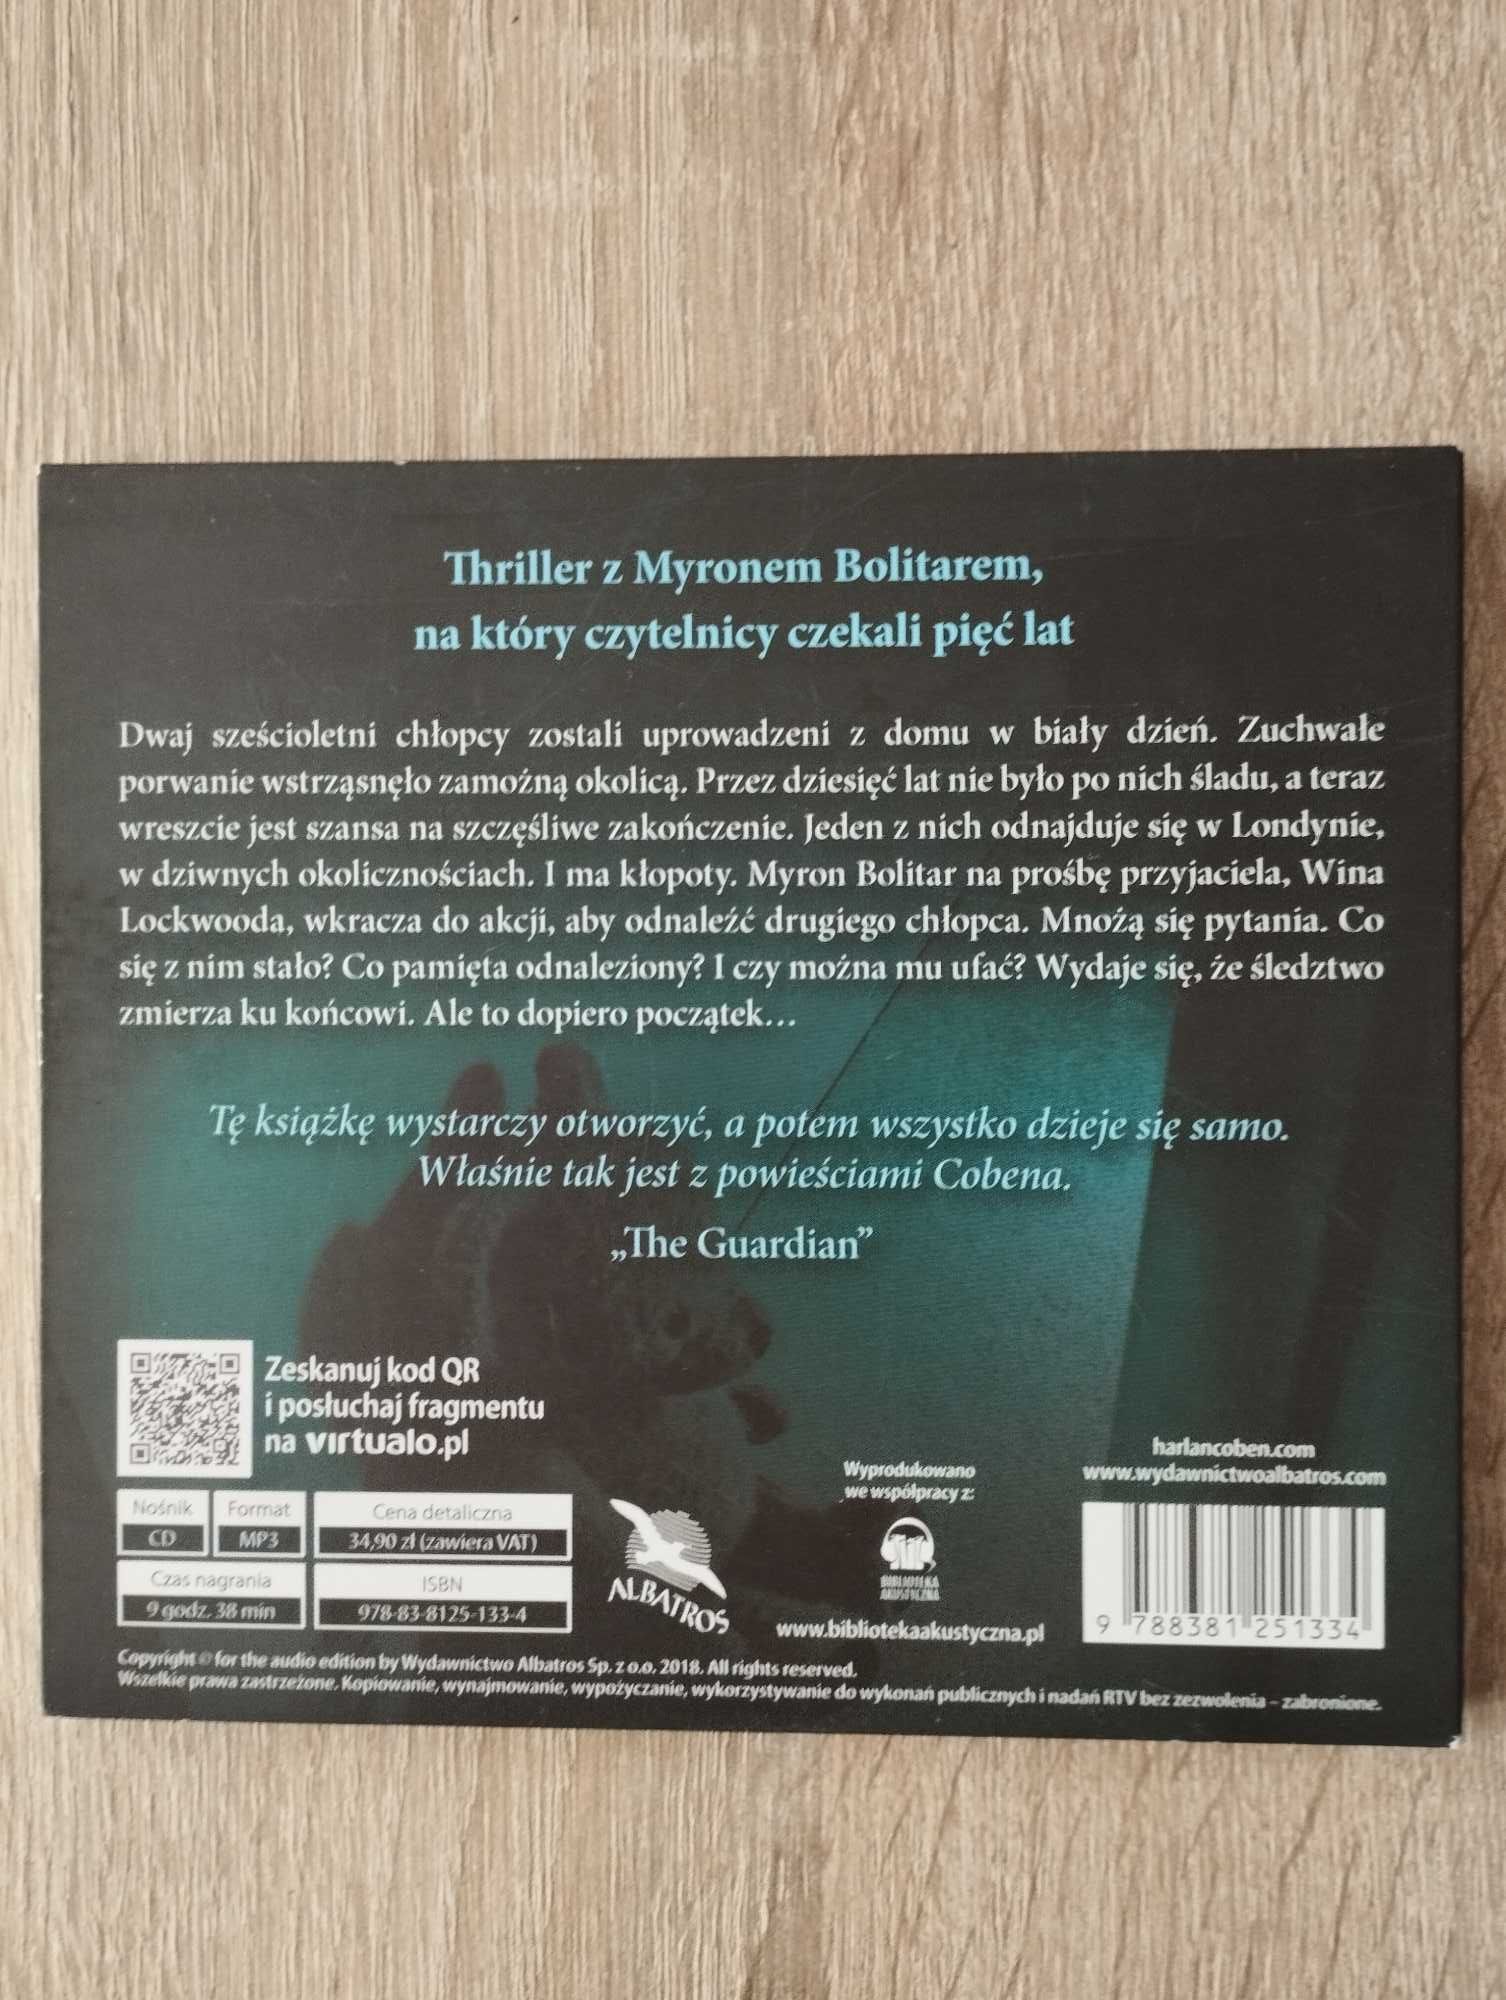 Thriller z Myronem Bolitarem,
na który czytelnicy czekali pięć lat
Dwaj sześcioletni chłopcy zostali uprowadzeni z domu w biały dzień. Zuchwałe
porwanie wstrząsnęło zamożną okolicą. Przez dziesięć lat nie było po nich śladu, a teraz
wreszcie jest szansa na szczęśliwe zakończenie. Jeden z nich odnajduje się w Londynie,
w dziwnych okolicznościach. I ma kłopoty. Myron Bolitar na prośbę przyjaciela, Wina
Lockwooda, wkracza do akcji, aby odnaleźć drugiego chłopca. Mnożą się pytania. Co
się z nim stało? Co pamięta odnaleziony? I czy można mu ufać? Wydaje się, że śledztwo
zmierza ku końcowi. Ale to dopiero początek...
Tę książkę wystarczy otworzyć, a potem wszystko dzieje się samo.
Właśnie tak jest z powieściami Cobena.
„The Guardian”
Zeskanuj kod QR
i posłuchaj fragmentu
na virtualo.pl
Nośnik
CD
Format
MP3
Cena detaliczna
34,90 zł (zawiera VAT)
Czas nagrania
9 godz. 38 min
ISBN
978-83-8125-133-4
ALBATROS
Wyprodukowano
we współpracy z:
BIBLIOTEKA
AKUSTYCZNA
www.bibliotekaakustyczna.pl
harlancoben.com
www.wydawnictwoalbatros.com
9 788381 251334
Copyright © for the audio edition by Wydawnictwo Albatros Sp. z o.o. 2018. All rights reserved.
Wszelkie prawa zastrzeżone. Kopiowanie, wynajmowanie, wypożyczanie, wykorzystywanie do wykonań publicznych i nadań RTV bez zezwolenia – zabronione.